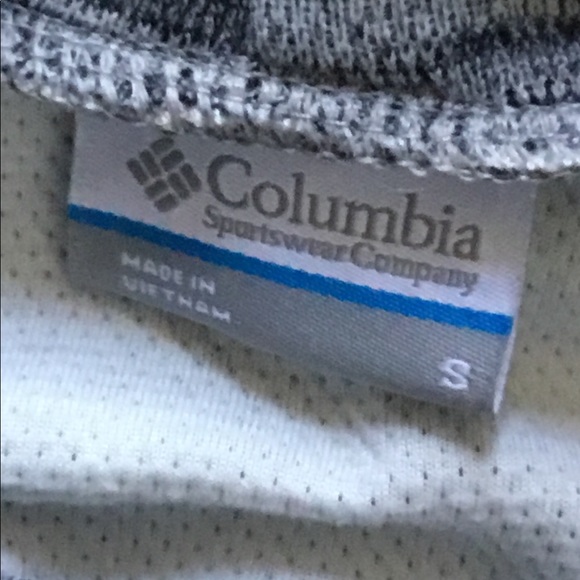 Columbia
Sportswear Company
MADE IN
VIETNAM
S